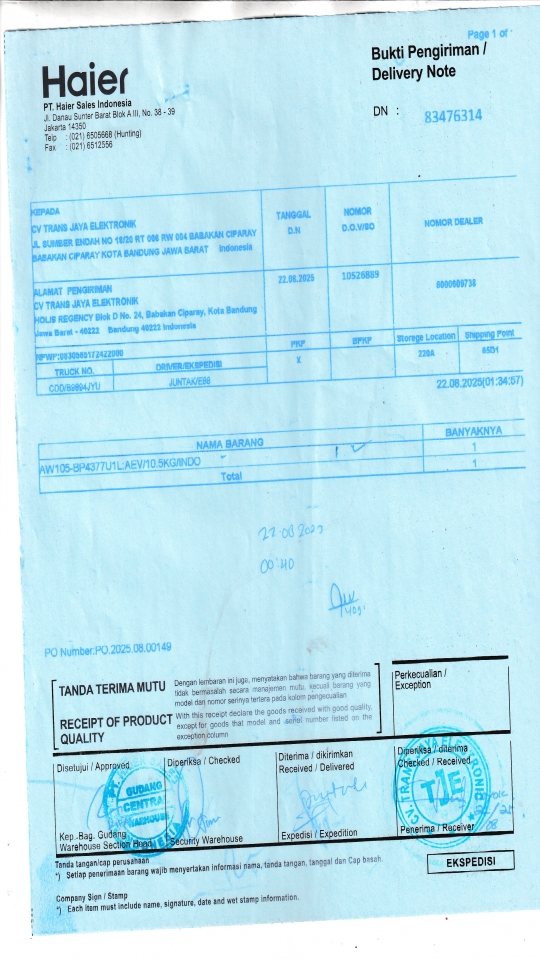 Page 1 of
Haier
PT. Haier Sales Indonesia
Jl. Danau Sunter Barat Blok A III, No. 38 - 39
Jakarta 14350
Telp : (021) 6505668 (Hunting)
Fax : (021) 6512556
Bukti Pengiriman /
Delivery Note
DN : 83476314
KEPADA
CV TRANS JAYA ELEKTRONIK
JL SUMBER ENDAH NO 18/20 RT 006 RW 004 BABAKAN CIPARAY
BABAKAN CIPARAY KOTA BANDUNG JAWA BARAT Indonesia
TANGGAL
D.N
NOMOR
D.O.V/SO
NOMOR DEALER
ALAMAT PENGIRIMAN
CV TRANS JAYA ELEKTRONIK
HOLIS REGENCY Blok D No. 24, Babakan Ciparay, Kota Bandung
Jawa Barat - 40222 Bandung 40222 Indonesia
22.08.2025
10526889
NPWP:
PKP
BPKP
Storege Location
Shipping Point
TRUCK NO.
DRIVER/EKSPEDISI
X
220A
JUNTAK/EBB
22.08.2025(01:34:57)
NAMA BARANG
BANYAKNYA
AW105-BP4377U1L:AEV/10.5KG/INDO
1
1
Total
1
00:40
PO Number:PO.2025.08.00149
TANDA TERIMA MUTU
Dengan lembaran ini juga, menyatakan bahwa barang yang diterima
tidak bermasalah secara manajemen mutu, kecuali barang yang
model dan nomor serinya tertera pada kolom pengecualian
RECEIPT OF PRODUCT
QUALITY
With this receipt declare the goods received with good quality,
except for goods that model and serial number listed on the
exception column
Perkecualian /
Exception
Disetujui / Approved
Diperiksa / Checked
Diterima / dikirimkan
Received / Delivered
Diperiksa / diterima
Checked / Received
GUDANG
CENTRAL
WAREHOUSE
TJE
Kep.-Bag. Gudang
Warehouse Section Head
Security Warehouse
Expedisi / Expedition
Penerima / Receiver
Tanda tangan/cap perusahaan
*) Setiap penerimaan barang wajib menyertakan informasi nama, tanda tangan, tanggal dan Cap basah.
EKSPEDISI
Company Sign / Stamp
*) Each item must include name, signature, date and wet stamp information.